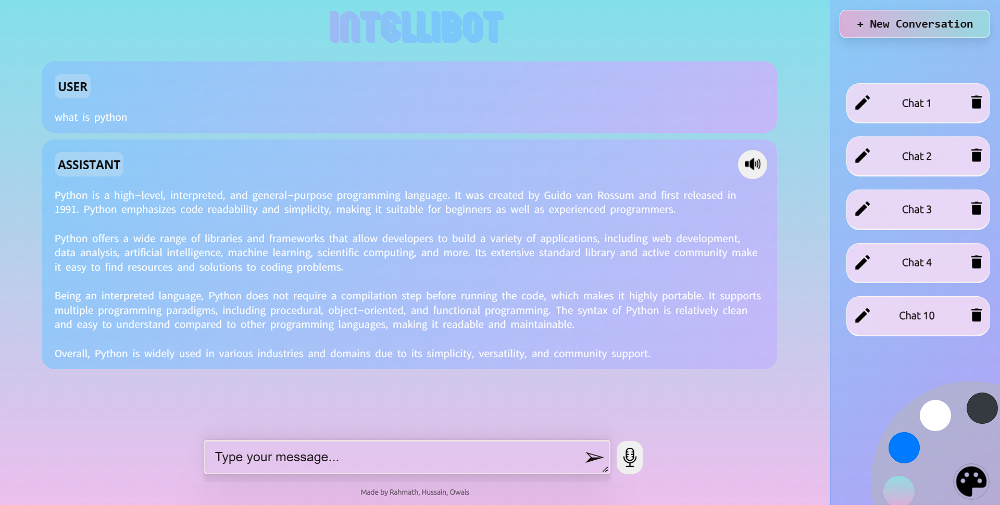 INTELLIBOT
USER
what is python
ASSISTANT
Python is a high-level, interpreted, and general-purpose programming language. It was created by Guido van Rossum and first released in
1991. Python emphasizes code readability and simplicity, making it suitable for beginners as well as experienced programmers.
Python offers a wide range of libraries and frameworks that allow developers to build a variety of applications, including web development,
data analysis, artificial intelligence, machine learning, scientific computing, and more. Its extensive standard library and active community make
it easy to find resources and solutions to coding problems.
Being an interpreted language, Python does not require a compilation step before running the code, which makes it highly portable. It supports
multiple programming paradigms, including procedural, object-oriented, and functional programming. The syntax of Python is relatively clean
and easy to understand compared to other programming languages, making it readable and maintainable.
Overall, Python is widely used in various industries and domains due to its simplicity, versatility, and community support.
Type your message...
Made by Rahmath, Hussain, Owais
+ New Conversation
Chat 1
Chat 2
Chat 3
Chat 4
Chat 10